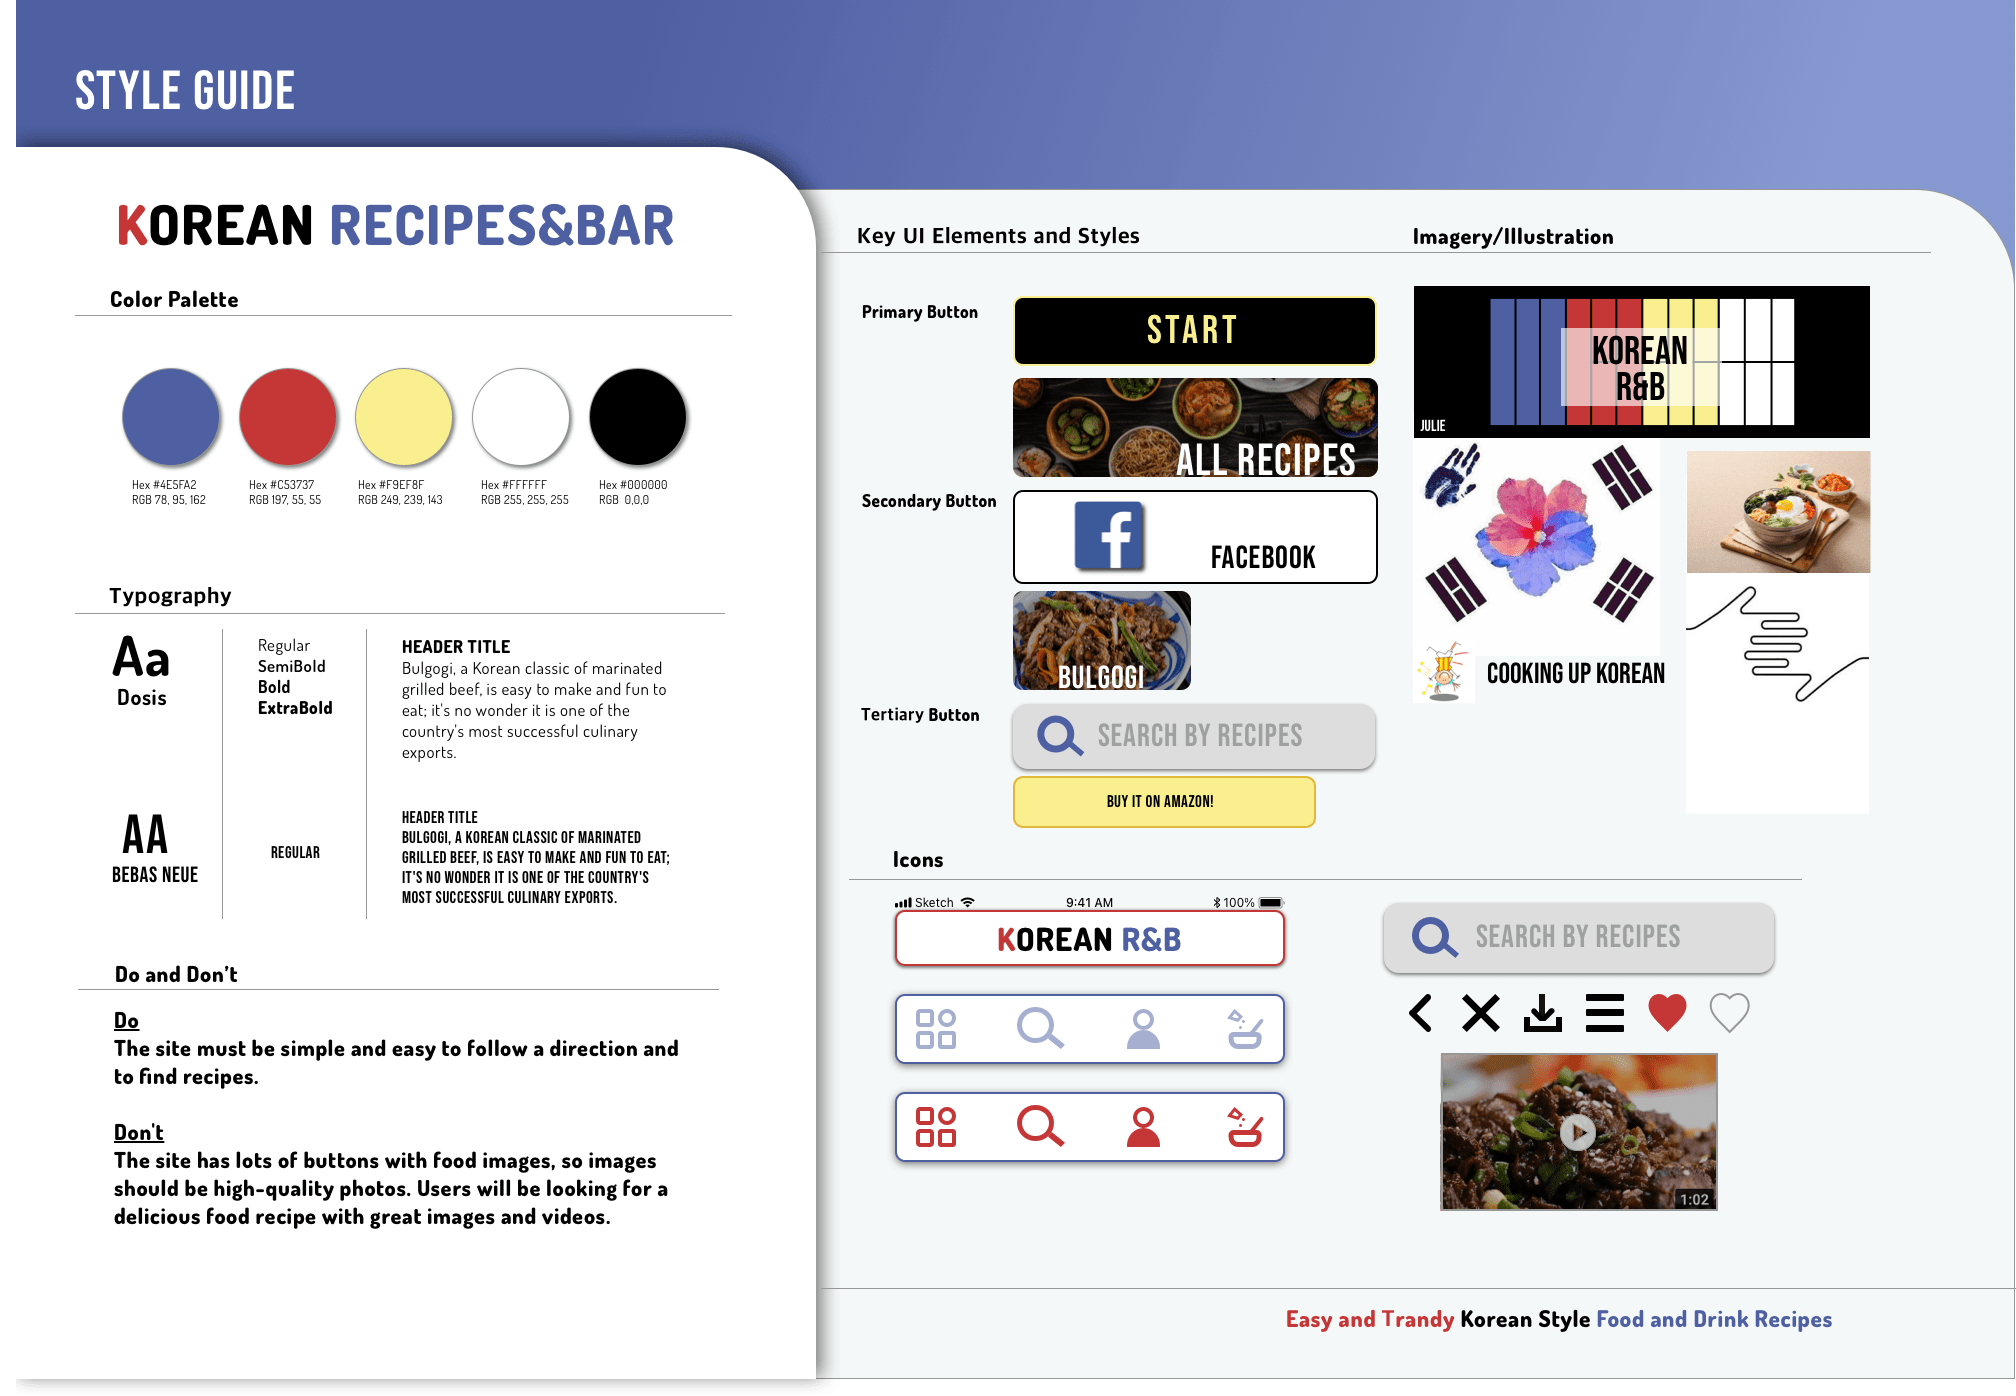 STYLE GUIDE
KOREAN RECIPES&BAR
Color Palette
Hex #4E5FA2
RGB 78, 95, 162
Hex #C53737
RGB 197, 55, 55
Hex #F9EF8F
RGB 249, 239, 143
Hex #FFFFFF
RGB 255, 255, 255
Hex #000000
RGB 0,0,0
Typography
Aa
Dosis
Regular
SemiBold
Bold
ExtraBold
HEADER TITLE
Bulgogi, a Korean classic of marinated
grilled beef, is easy to make and fun to
eat; it's no wonder it is one of the
country's most successful culinary
exports.
AA
BEBAS NEUE
REGULAR
HEADER TITLE
BULGOGI, A KOREAN CLASSIC OF MARINATED
GRILLED BEEF, IS EASY TO MAKE AND FUN TO EAT;
IT'S NO WONDER IT IS ONE OF THE COUNTRY'S
MOST SUCCESSFUL CULINARY EXPORTS.
Do and Don't
Do
The site must be simple and easy to follow a direction and
to find recipes.
Don't
The site has lots of buttons with food images, so images
should be high-quality photos. Users will be looking for a
delicious food recipe with great images and videos.
Key UI Elements and Styles
Primary Button
START
ALL RECIPES
Secondary Button
f
FACEBOOK
BULGOGI
Tertiary Button
SEARCH BY RECIPES
BUY IT ON AMAZON!
Imagery/Illustration
KOREAN
R&B
JULIE
COOKING UP KOREAN
Icons
Sketch 9:41 AM 100%
KOREAN R&B
SEARCH BY RECIPES
1:02
Easy and Trandy Korean Style Food and Drink Recipes